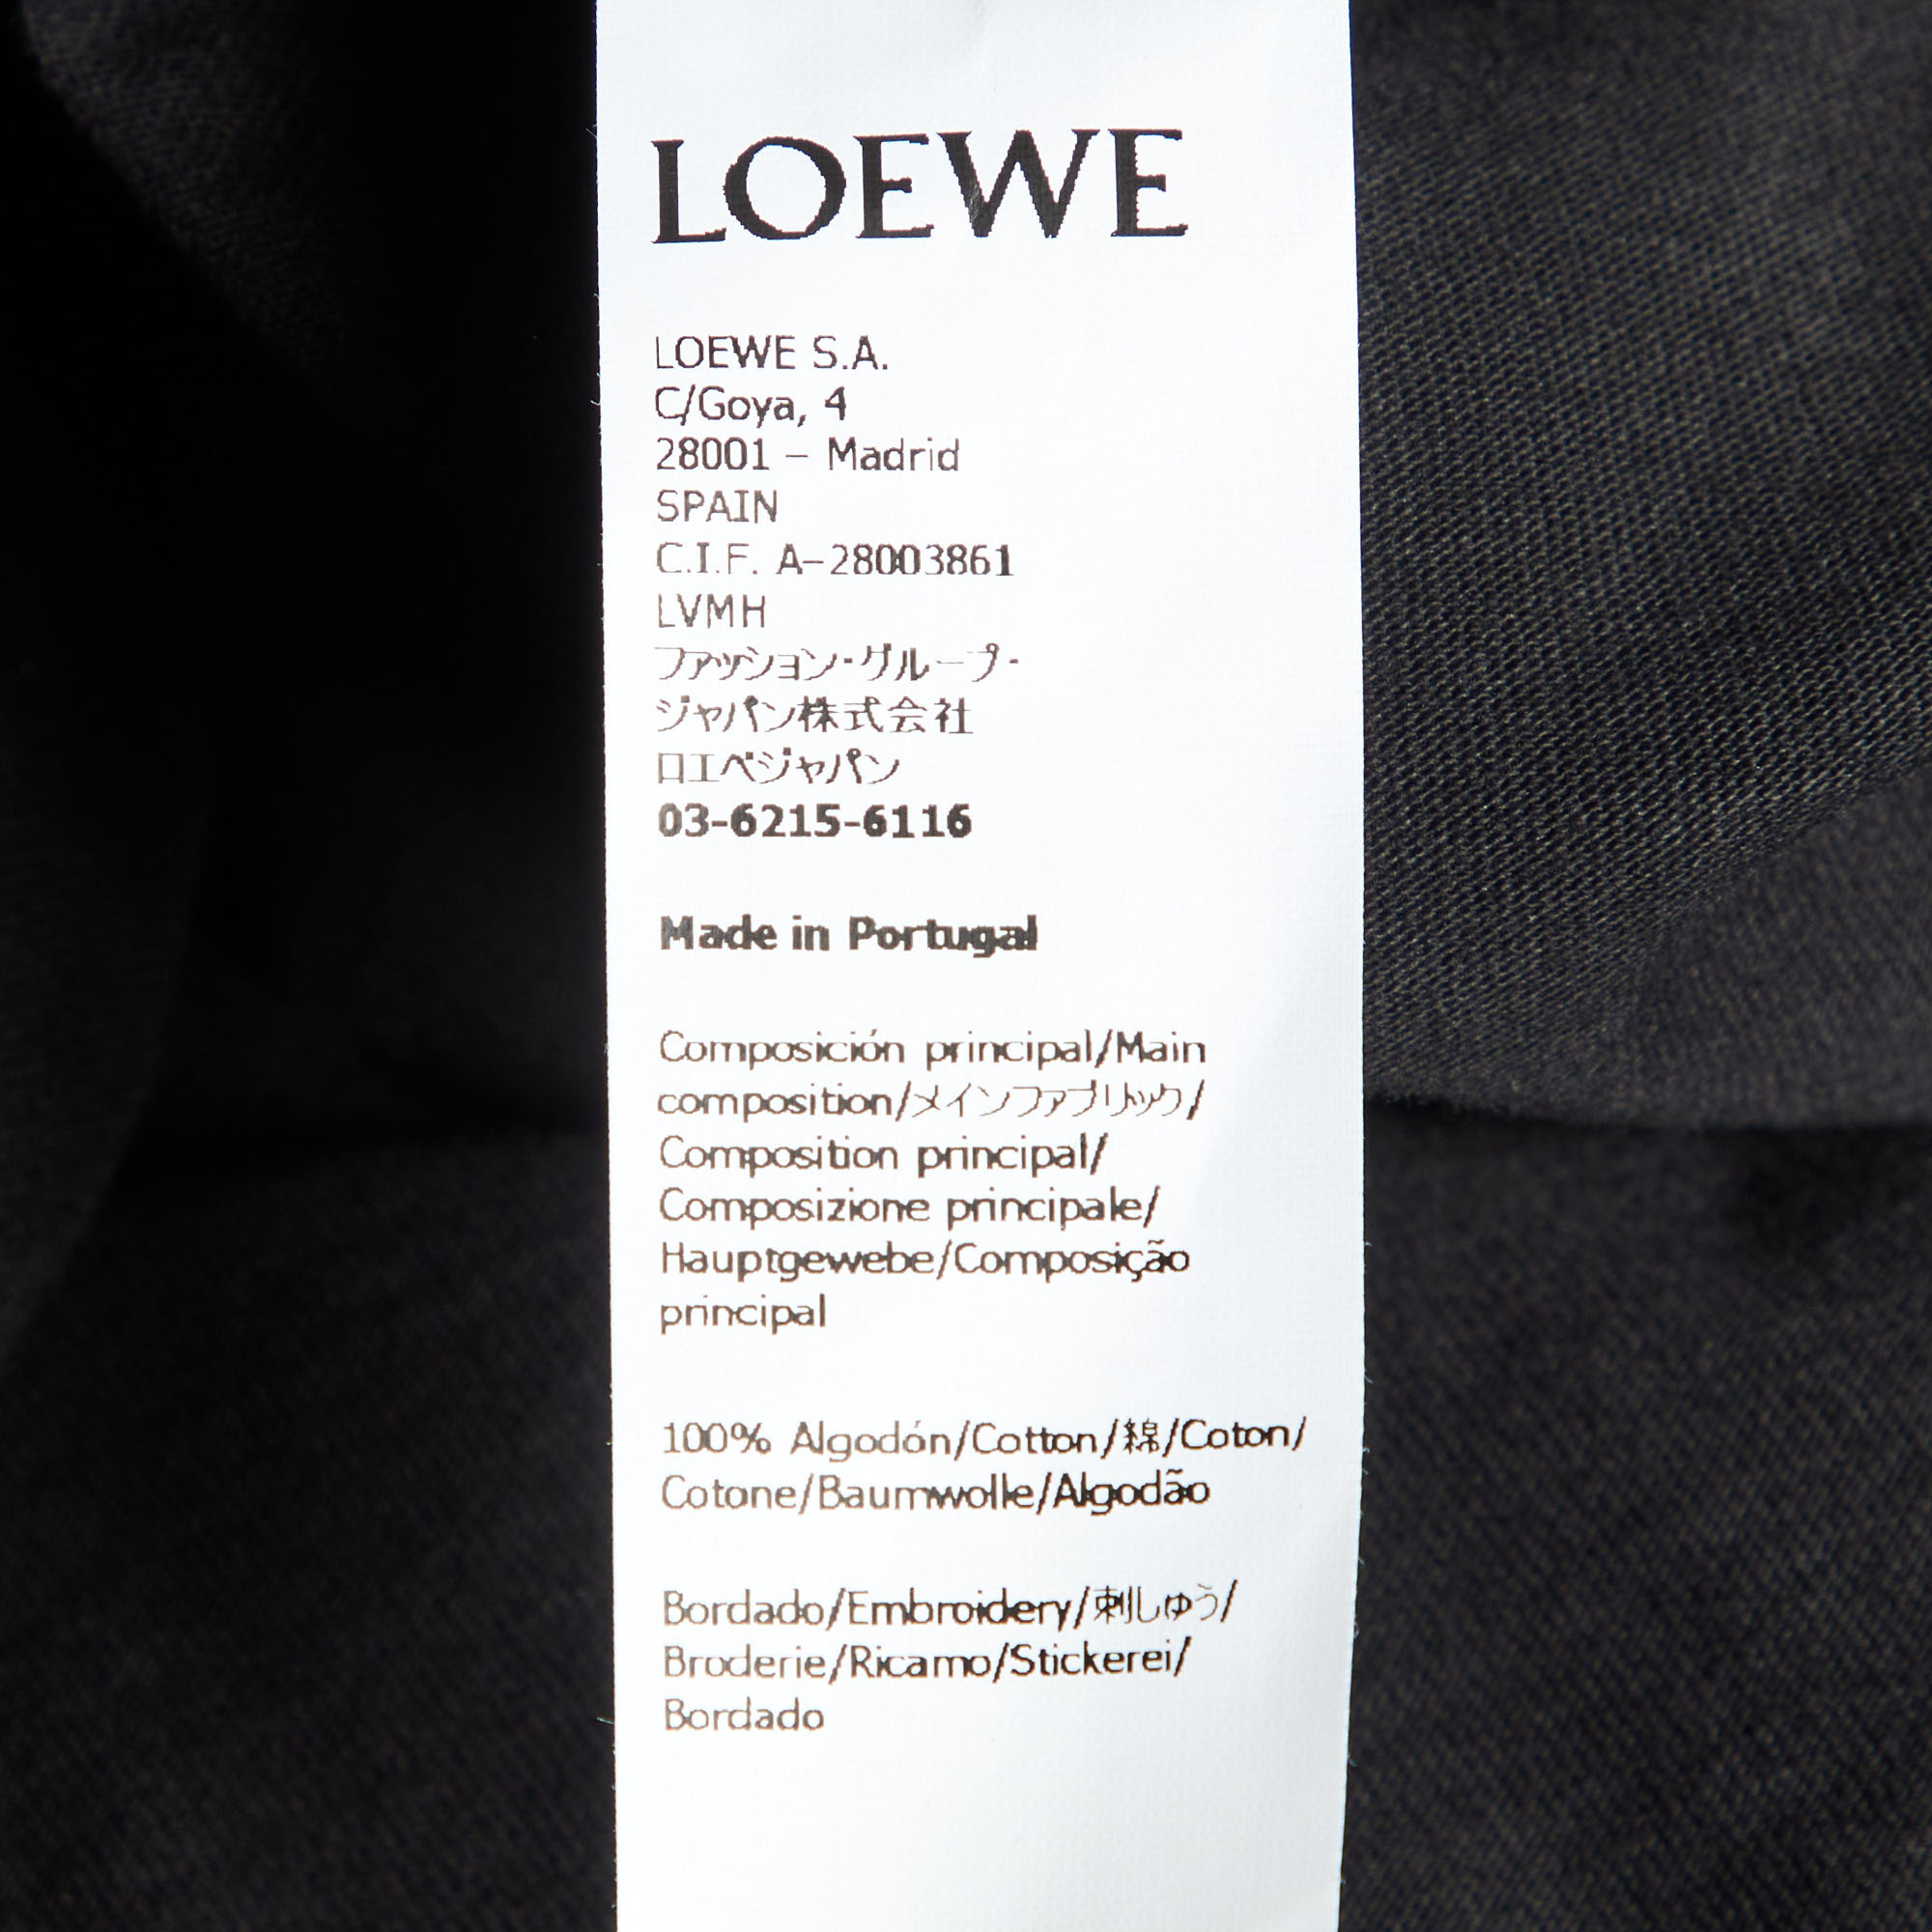 LOEWE
LOEWE S.A.
C/Goya, 4
28001 – Madrid
SPAIN
C.I.F. A–28003861
LVMH
ファッション・グループ・
ジャパン株式会社
ロエベジャパン
03-6215-6116
Made in Portugal
Composición principal/Main
composition/メインファブリック/
Composition principal/
Composizione principale/
Hauptgewebe/Composição
principal
100% Algodón/Cotton/綿/Coton/
Cotone/Baumwolle/Algodão
Bordado/Embroidery/刺しゅう/
Broderie/Ricamo/Stickerei/
Bordado